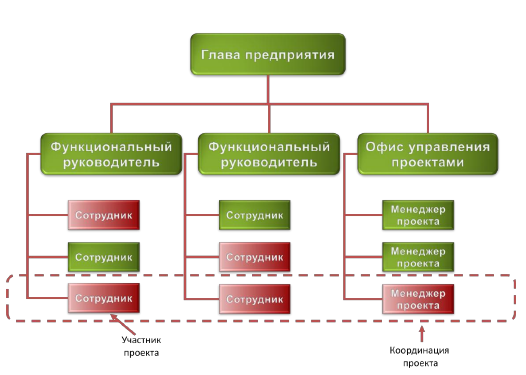 Глава предприятия
Функциональный
руководитель
Функциональный
руководитель
Офис управления
проектами
Сотрудник
Сотрудник
Менеджер
проекта
Сотрудник
Сотрудник
Менеджер
проекта
Сотрудник
Сотрудник
Менеджер
проекта
Участник
проекта
Координация
проекта